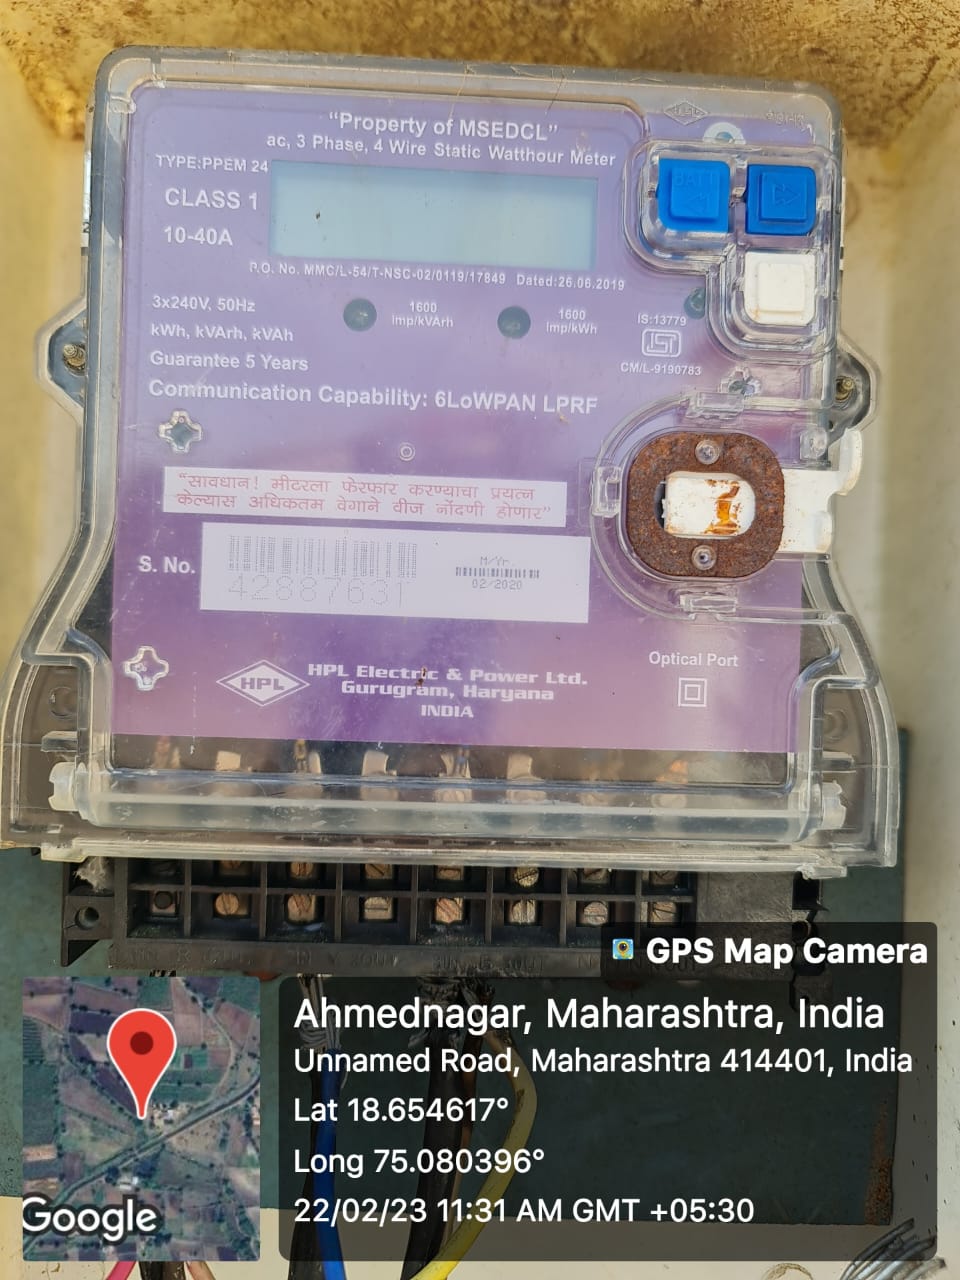 "Property of MSEDCL"
ac, 3 Phase, 4 Wire Static Watthour Meter
TYPE:PPEM 24
CLASS 1
10-40A
BATT
P.O. No. MMC/L-54/T-NSC-02/0119/17849 Dated:26.06.2019
3x240V, 50Hz
1600
imp/kVArh
1600
imp/kWh
kWh, kVArh, kVAh
IS:13779
CM/L-9190783
Guarantee 5 Years
Communication Capability: 6LoWPAN LPRF
"सावधान! मीटरला फेरफार करण्याचा प्रयत्न
केल्यास अधिकतम वेगाने वीज नोंदणी होणार"
S. No.
42887631
M/Yr.
02/2020
HPL
HPL Electric & Power Ltd.
Gurugram, Haryana
INDIA
Optical Port
GPS Map Camera
Ahmednagar, Maharashtra, India
Unnamed Road, Maharashtra 414401, India
Lat 18.654617°
Long 75.080396°
22/02/23 11:31 AM GMT +05:30
Google